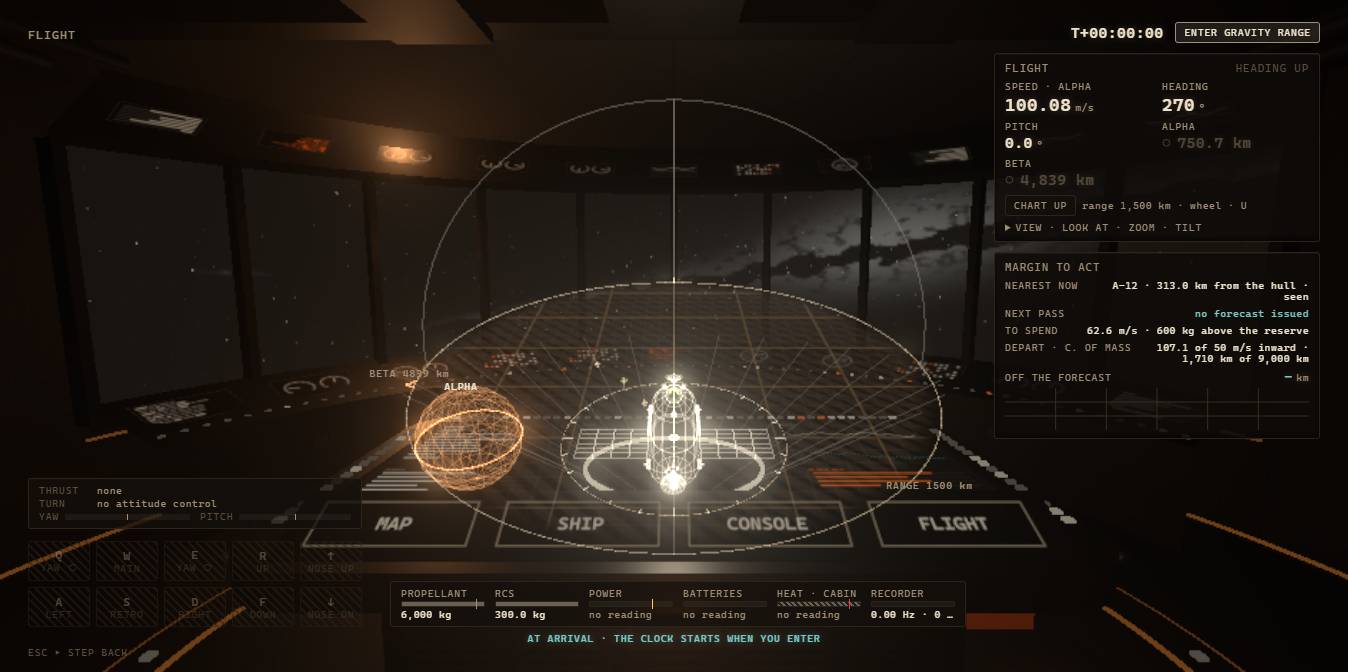 FLIGHT
T+00:00:00 ENTER GRAVITY RANGE
FLIGHT HEADING UP
SPEED · ALPHA HEADING
100.08 m/s 270 °
PITCH ALPHA
0.0 ° 750.7 km
BETA
4,839 km
CHART UP range 1,500 km · wheel · U
VIEW · LOOK AT · ZOOM · TILT
MARGIN TO ACT
NEAREST NOW A-12 · 313.0 km from the hull ·
seen
NEXT PASS no forecast issued
TO SPEND 62.6 m/s · 600 kg above the reserve
DEPART · C. OF MASS 107.1 of 50 m/s inward ·
1,710 km of 9,000 km
OFF THE FORECAST — km
BETA 4839 km
ALPHA
RANGE 1500 km
THRUST none
TURN no attitude control
YAW PITCH
MAP SHIP CONSOLE FLIGHT
Q W E R ↑
YAW MAIN YAW UP NOSE UP
A S D F ↓
LEFT RETRO RIGHT DOWN NOSE DN
PROPELLANT RCS POWER BATTERIES HEAT · CABIN RECORDER
6,000 kg 300.0 kg no reading no reading no reading 0.00 Hz · 0 …
AT ARRIVAL · THE CLOCK STARTS WHEN YOU ENTER
ESC ▸ STEP BACK